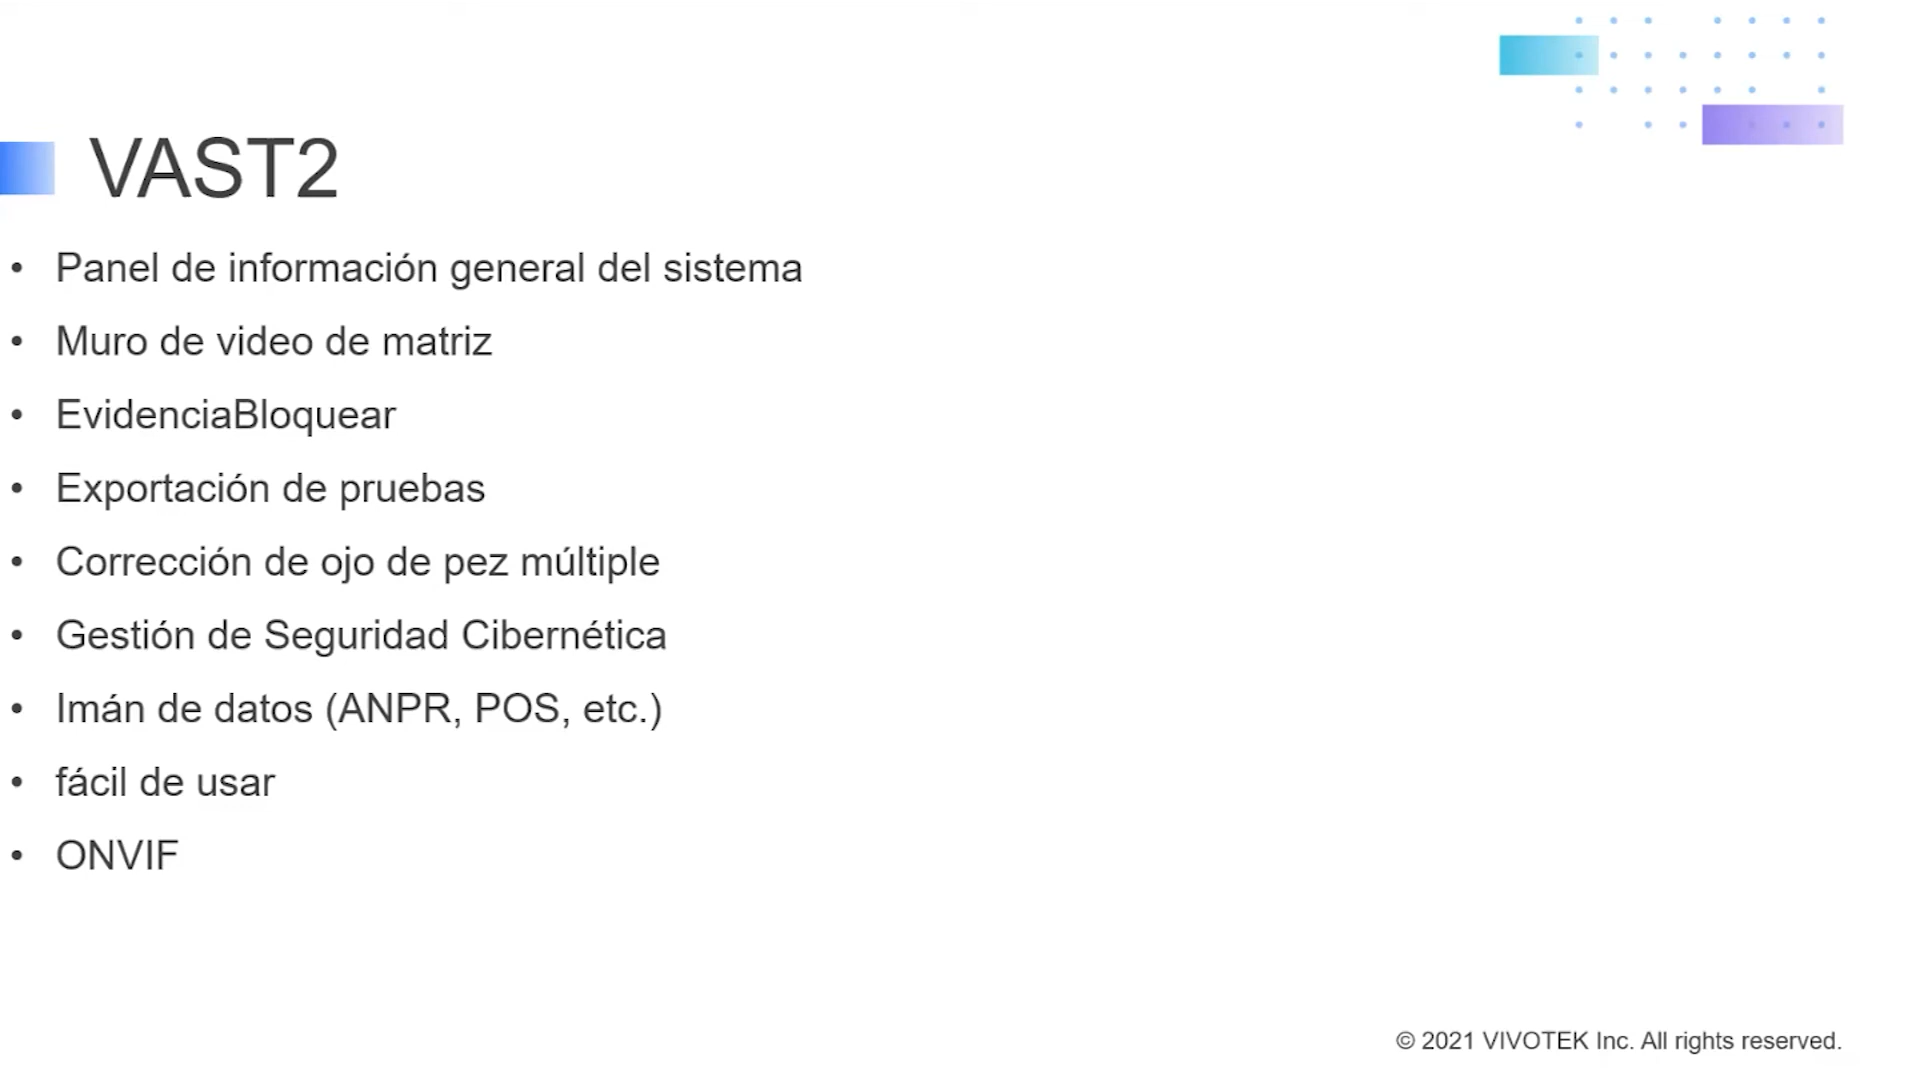 VAST2
• Panel de información general del sistema
• Muro de video de matriz
• EvidenciaBloquear
• Exportación de pruebas
• Corrección de ojo de pez múltiple
• Gestión de Seguridad Cibernética
• Imán de datos (ANPR, POS, etc.)
• fácil de usar
• ONVIF
© 2021 VIVOTEK Inc. All rights reserved.